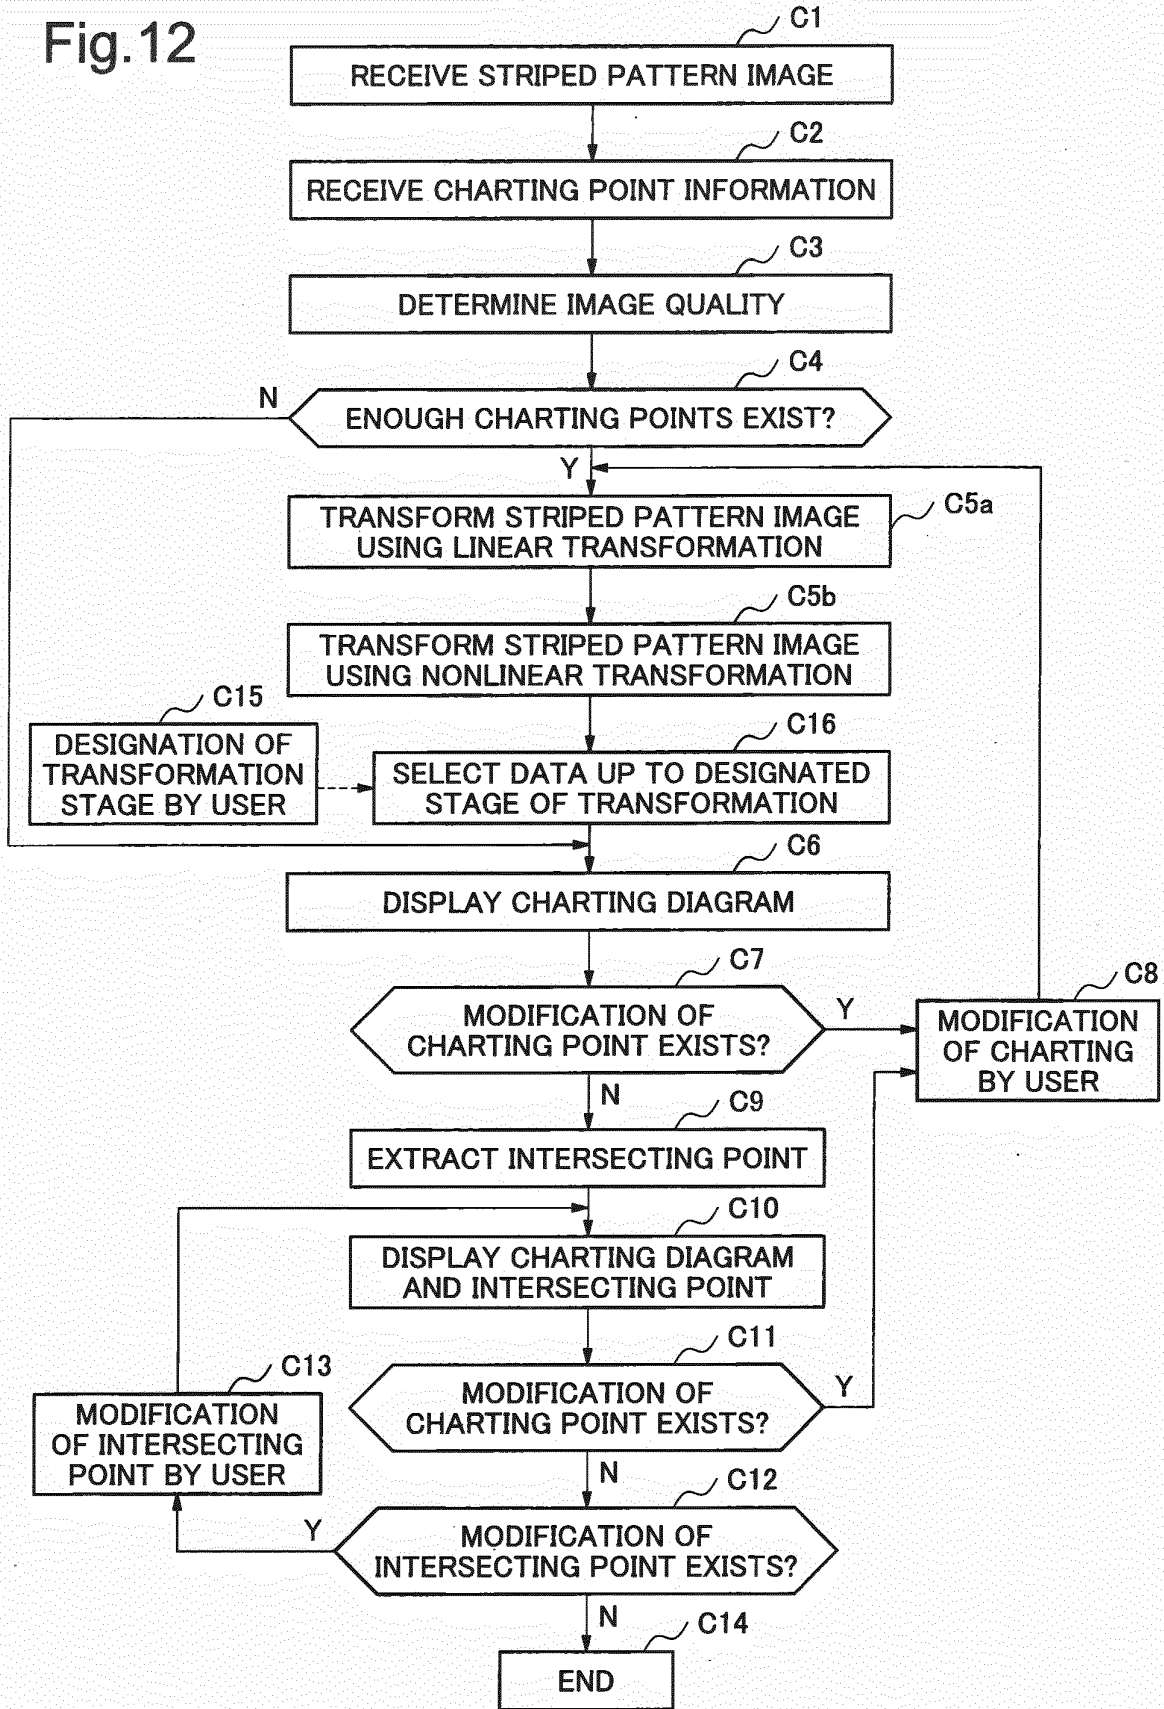 Fig.12
C1
RECEIVE STRIPED PATTERN IMAGE
C2
RECEIVE CHARTING POINT INFORMATION
C3
DETERMINE IMAGE QUALITY
C4
N
ENOUGH CHARTING POINTS EXIST?
Y
C5a
TRANSFORM STRIPED PATTERN IMAGE
USING LINEAR TRANSFORMATION
C5b
TRANSFORM STRIPED PATTERN IMAGE
USING NONLINEAR TRANSFORMATION
C15
DESIGNATION OF
TRANSFORMATION
STAGE BY USER
C16
SELECT DATA UP TO DESIGNATED
STAGE OF TRANSFORMATION
C6
DISPLAY CHARTING DIAGRAM
C7
MODIFICATION OF
CHARTING POINT EXISTS?
Y
C8
MODIFICATION
OF CHARTING
BY USER
N
C9
EXTRACT INTERSECTING POINT
C10
DISPLAY CHARTING DIAGRAM
AND INTERSECTING POINT
C11
MODIFICATION OF
CHARTING POINT EXISTS?
Y
C13
MODIFICATION
OF INTERSECTING
POINT BY USER
N
C12
Y
MODIFICATION OF
INTERSECTING POINT EXISTS?
N
C14
END